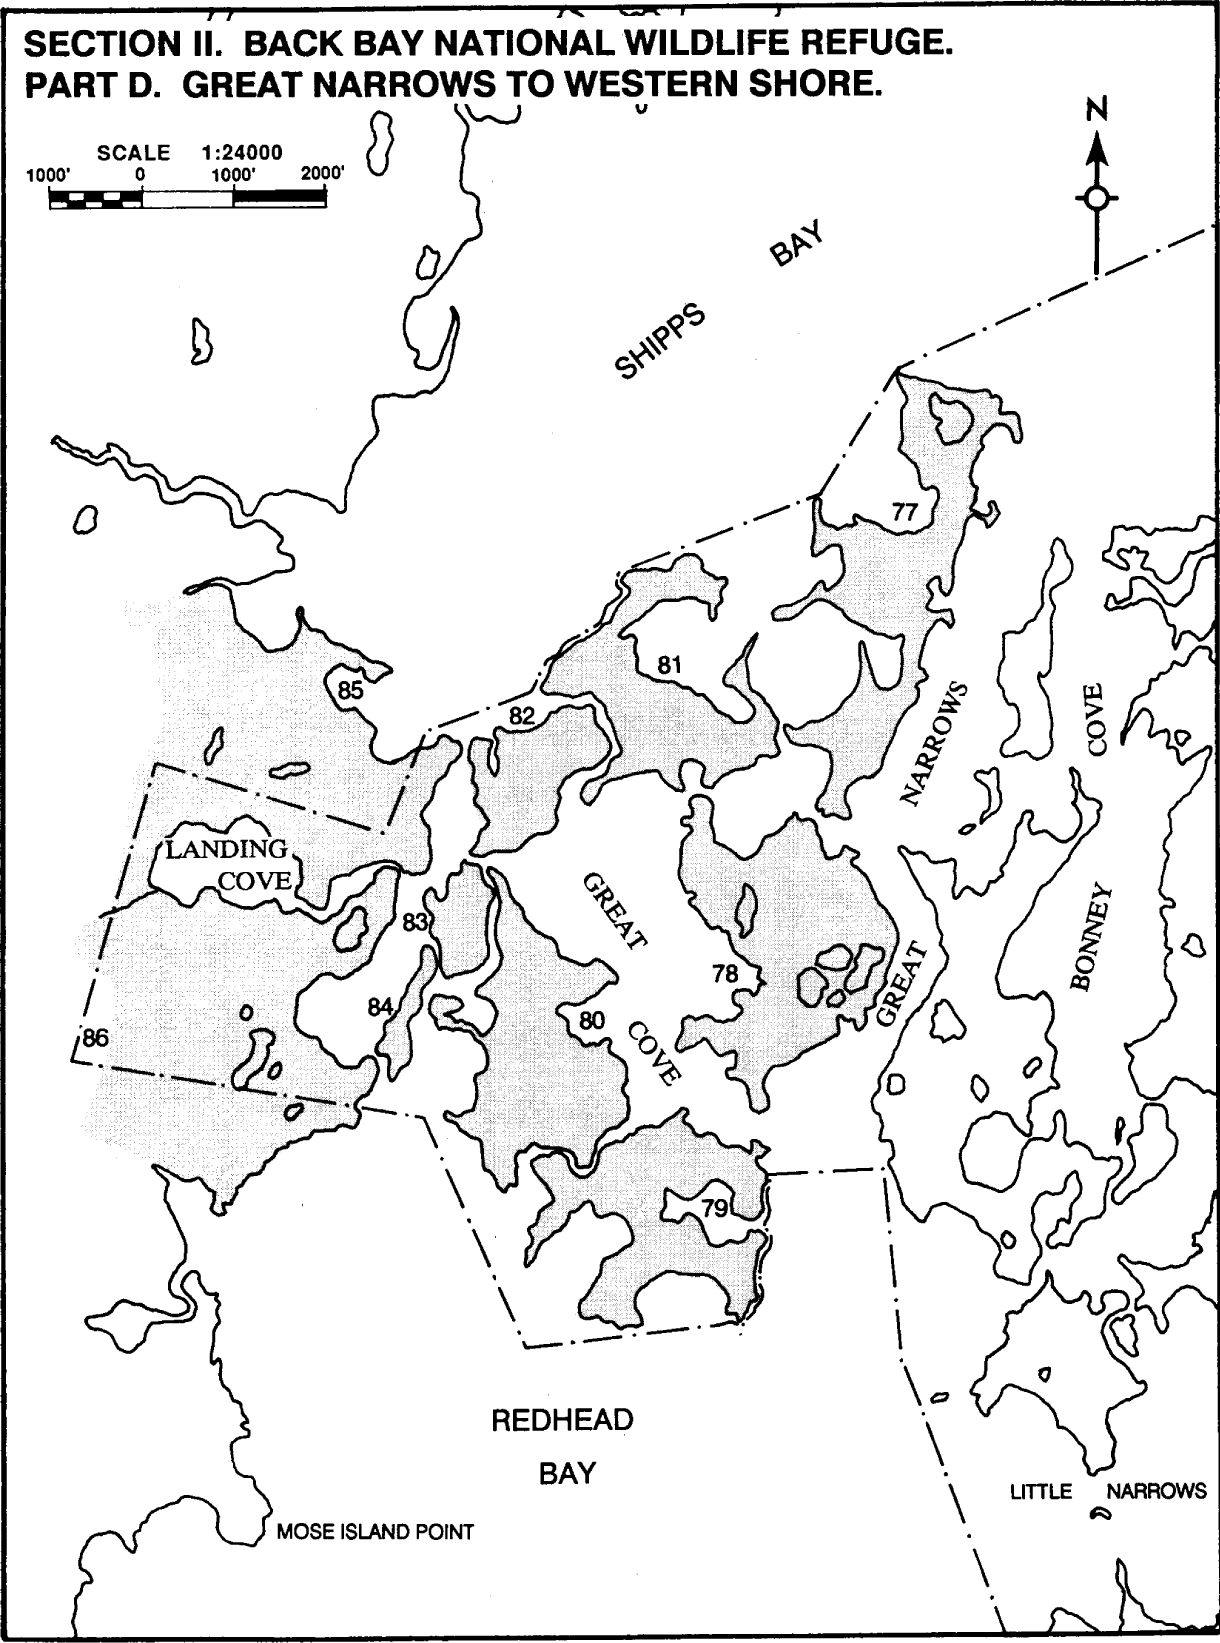 SECTION II. BACK BAY NATIONAL WILDLIFE REFUGE.
PART D. GREAT NARROWS TO WESTERN SHORE.
N
SCALE 1:24000
1000' 0 1000' 2000'
SHIPPS BAY
77
81
85
82
NARROWS
COVE
LANDING
COVE
GREAT
83
BONNEY
78
GREAT
84
80
86
COVE
79
REDHEAD
BAY
LITTLE NARROWS
MOSE ISLAND POINT